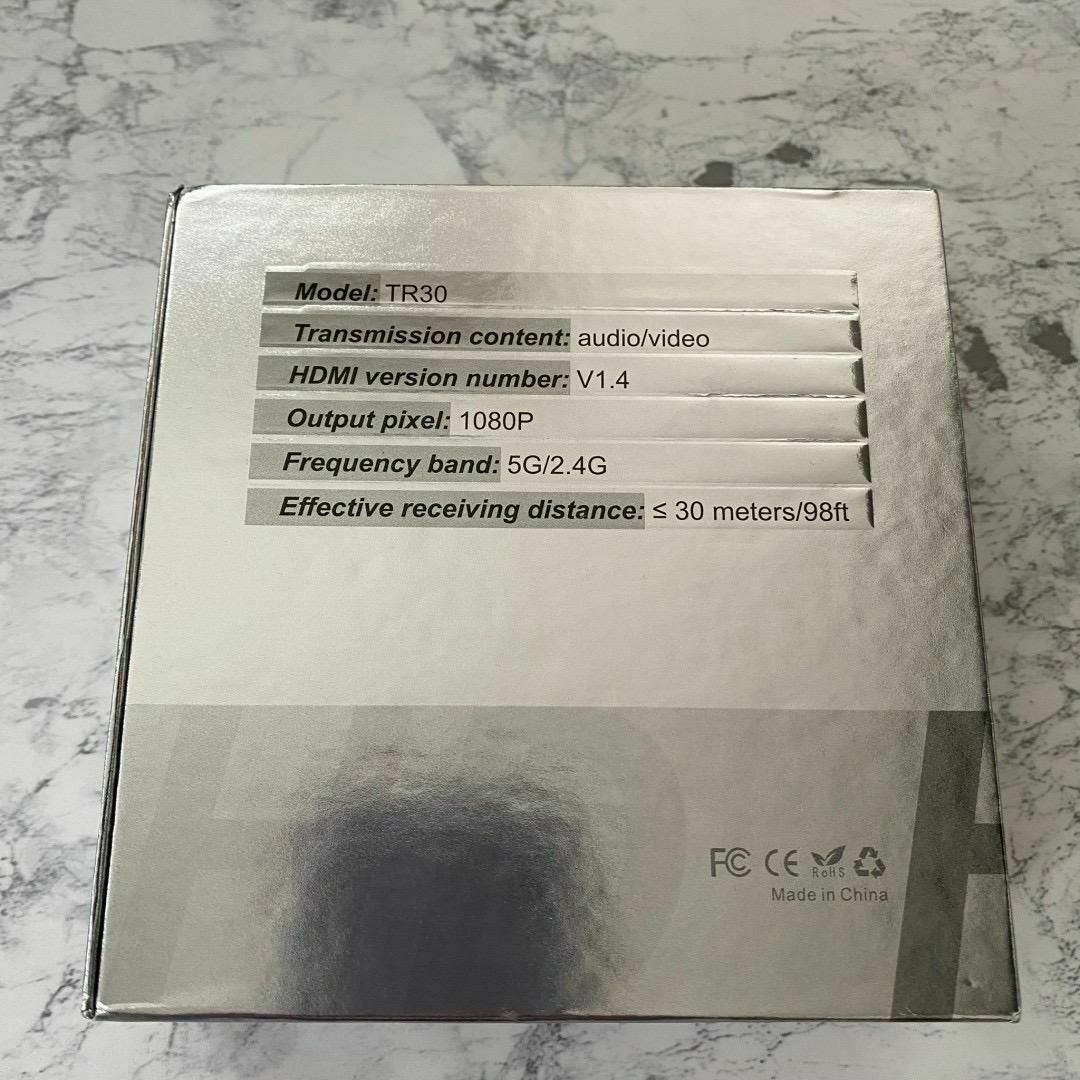 Model: TR30
Transmission content: audio/video
HDMI version number: V1.4
Output pixel: 1080P
Frequency band: 5G/2.4G
Effective receiving distance: ≤ 30 meters/98ft
FC CE RoHS
Made in China